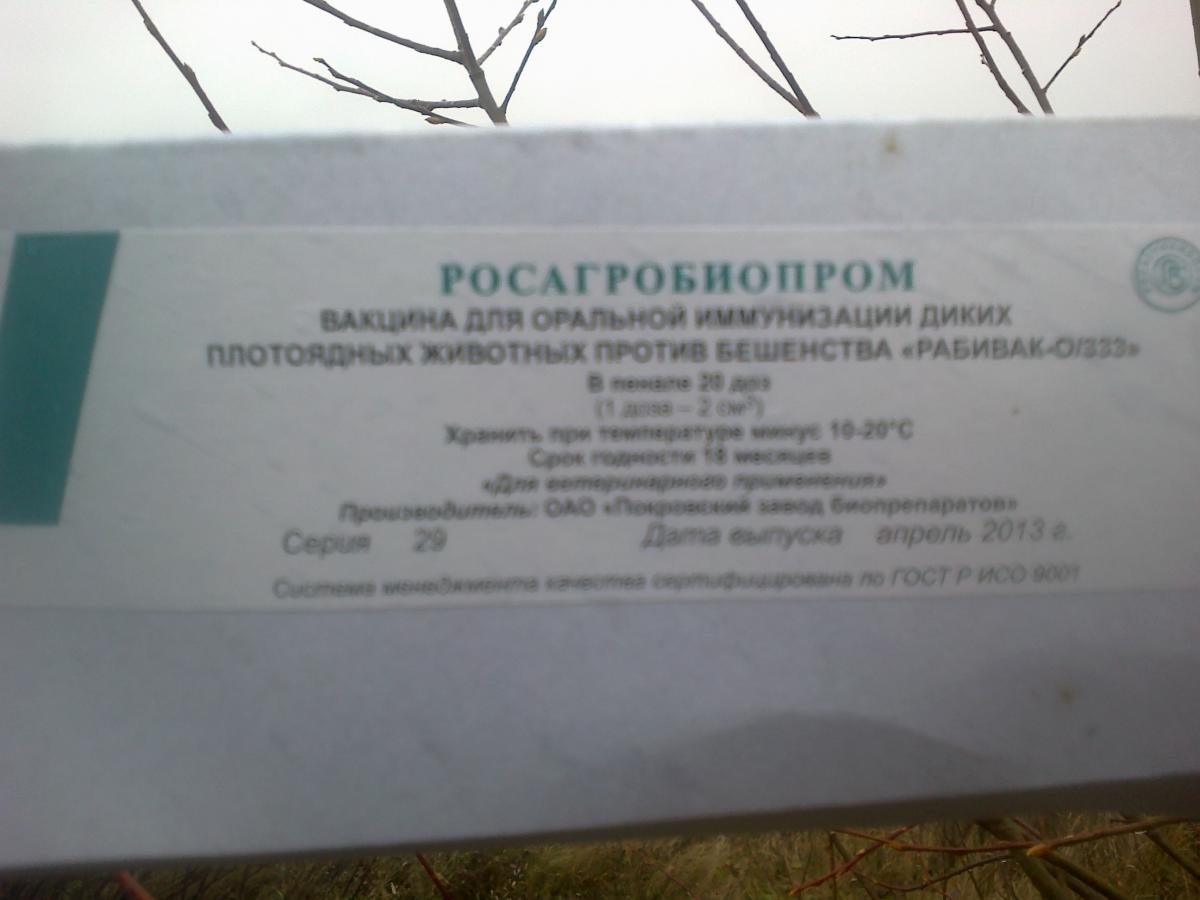 РОСАГРОБИОПРОМ
ВАКЦИНА ДЛЯ ОРАЛЬНОЙ ИММУНИЗАЦИИ ДИКИХ
ПЛОТОЯДНЫХ ЖИВОТНЫХ ПРОТИВ БЕШЕНСТВА «РАБИВАК-О/333»
В пенале 20 доз
(1 доза – 2 см³)
Хранить при температуре минус 10-20°С
Срок годности 18 месяцев
«Для ветеринарного применения»
Производитель: ОАО «Покровский завод биопрепаратов»
Серия 29 Дата выпуска апрель 2013 г.
Система менеджмента качества сертифицирована по ГОСТ Р ИСО 9001